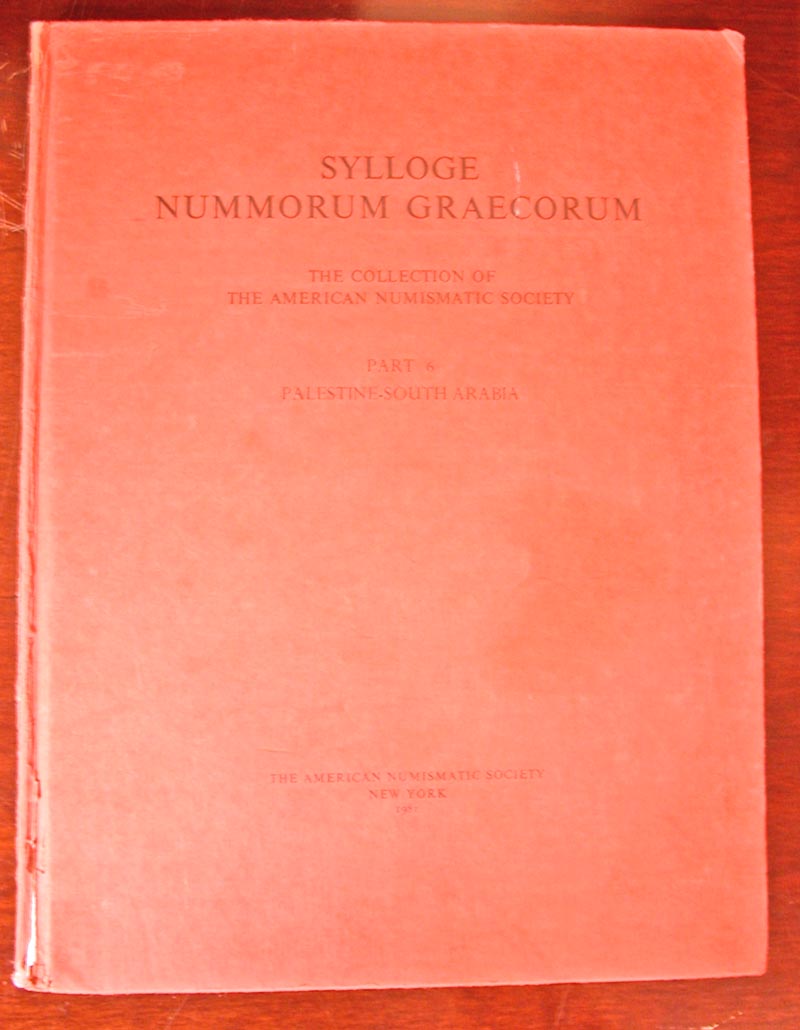 SYLLOGE
NUMMORUM GRAECORUM
THE COLLECTION OF
THE AMERICAN NUMISMATIC SOCIETY
PART 6
PALESTINE-SOUTH ARABIA
THE AMERICAN NUMISMATIC SOCIETY
NEW YORK